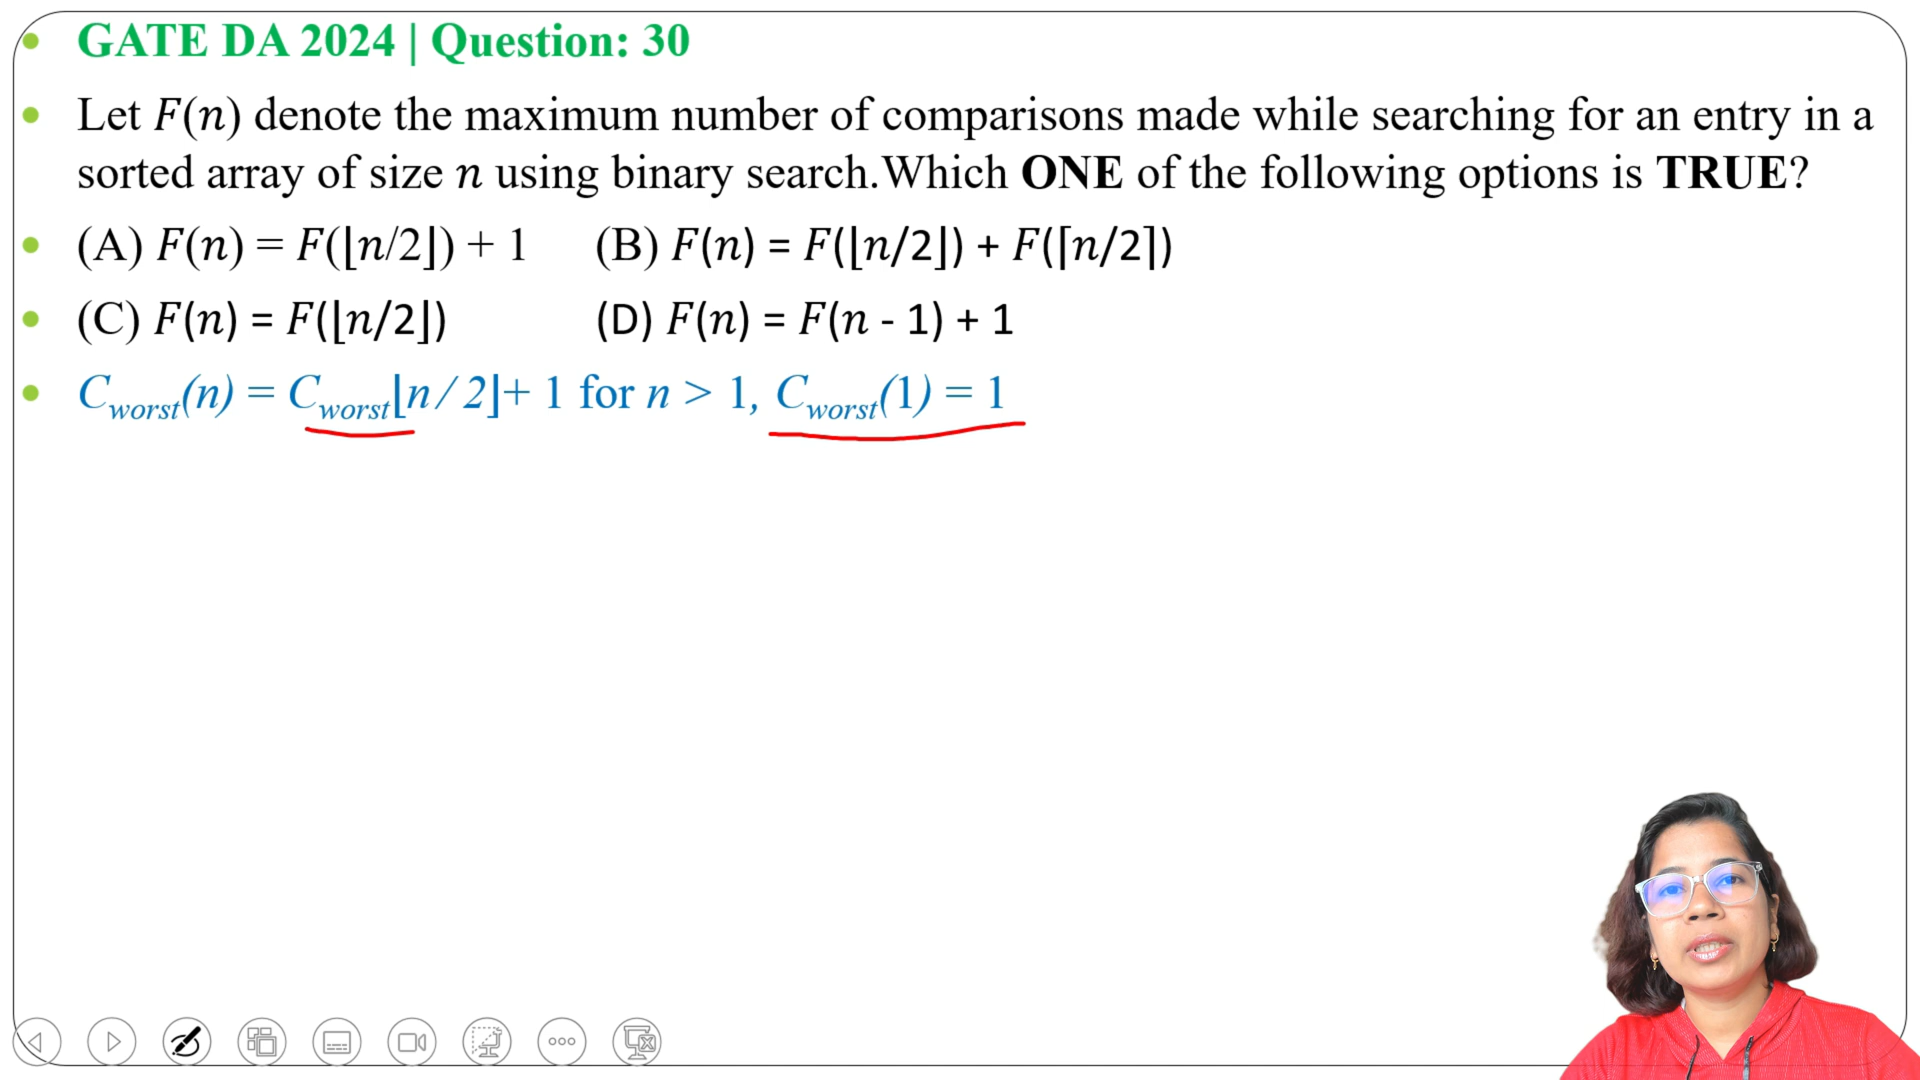 GATE DA 2024 | Question: 30
Let F(n) denote the maximum number of comparisons made while searching for an entry in a
sorted array of size n using binary search.Which ONE of the following options is TRUE?
(A) F(n) = F(⌊n/2⌋) + 1 (B) F(n) = F(⌊n/2⌋) + F(⌈n/2⌉)
(C) F(n) = F(⌊n/2⌋) (D) F(n) = F(n - 1) + 1
C_worst(n) = C_worst⌊n / 2⌋+ 1 for n > 1, C_worst(1) = 1